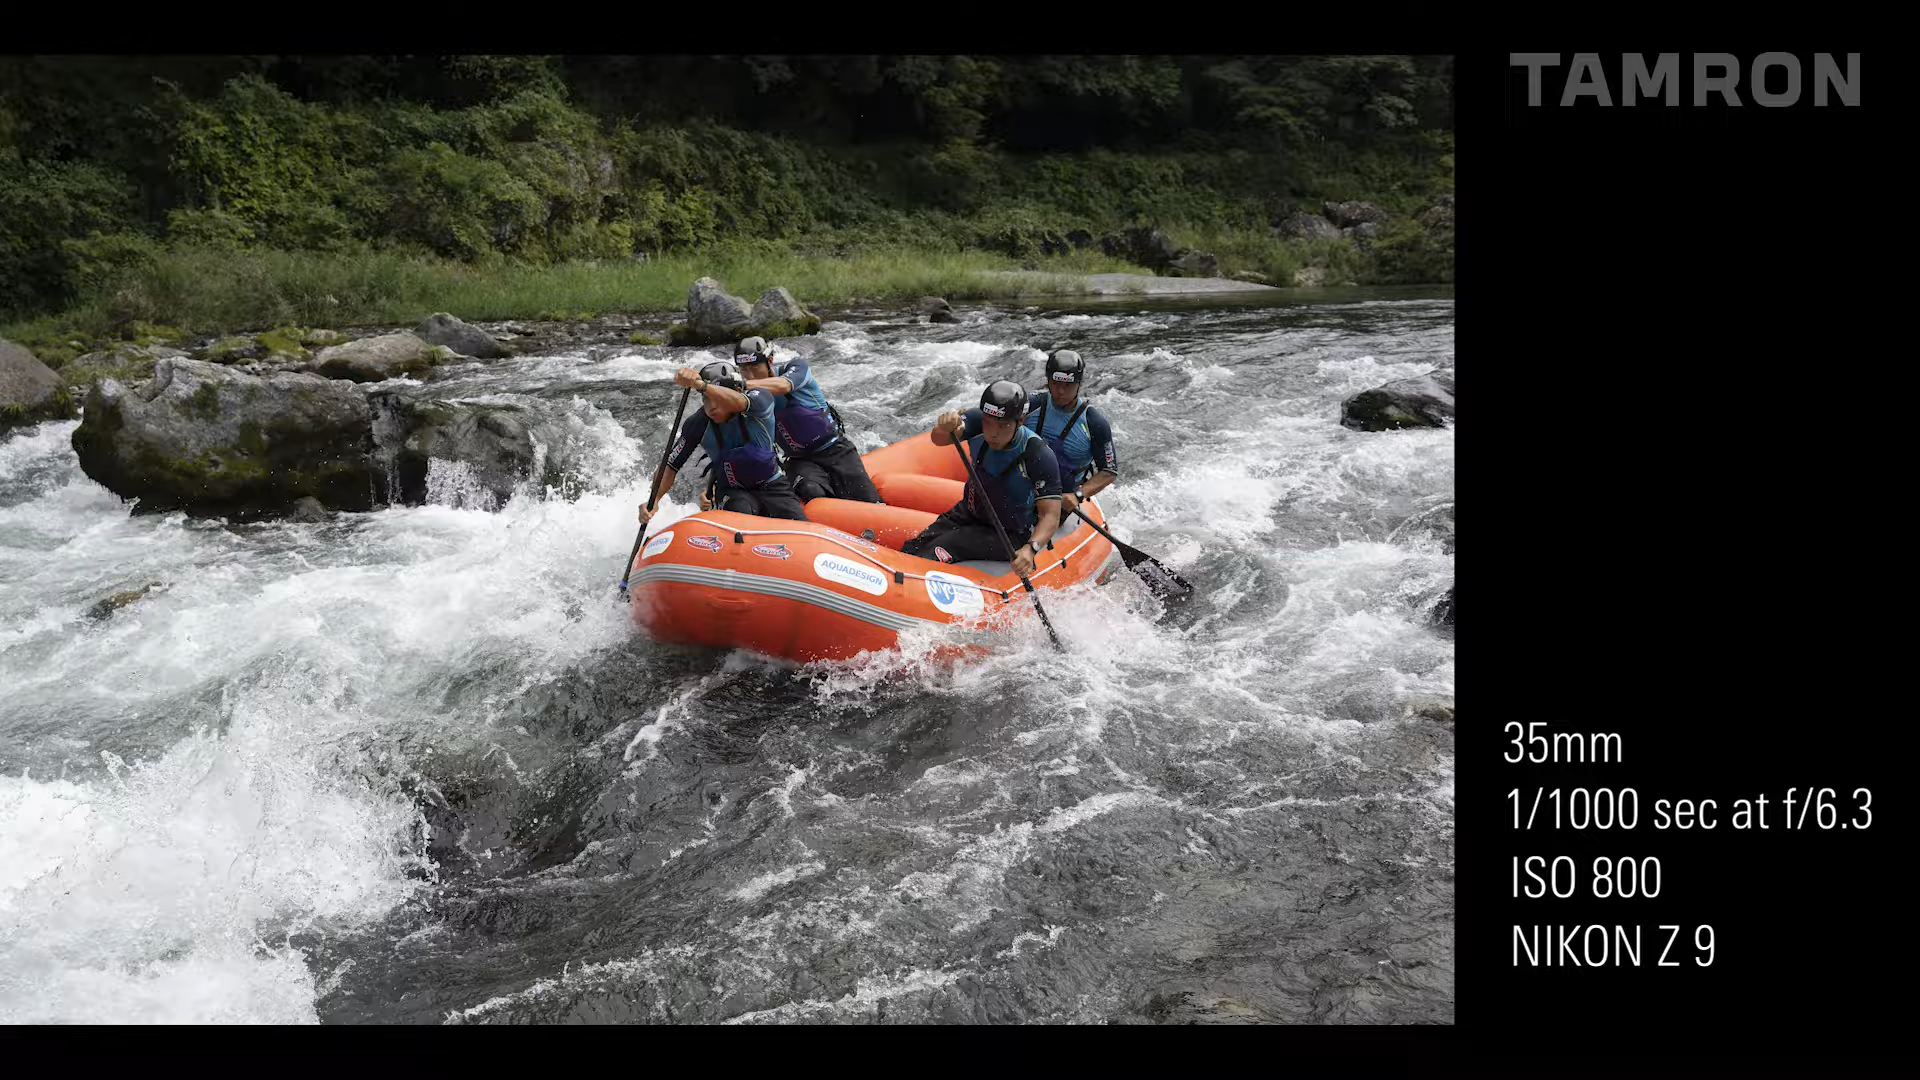 TAMRON
AQUADESIGN
35mm
1/1000 sec at f/6.3
ISO 800
NIKON Z 9